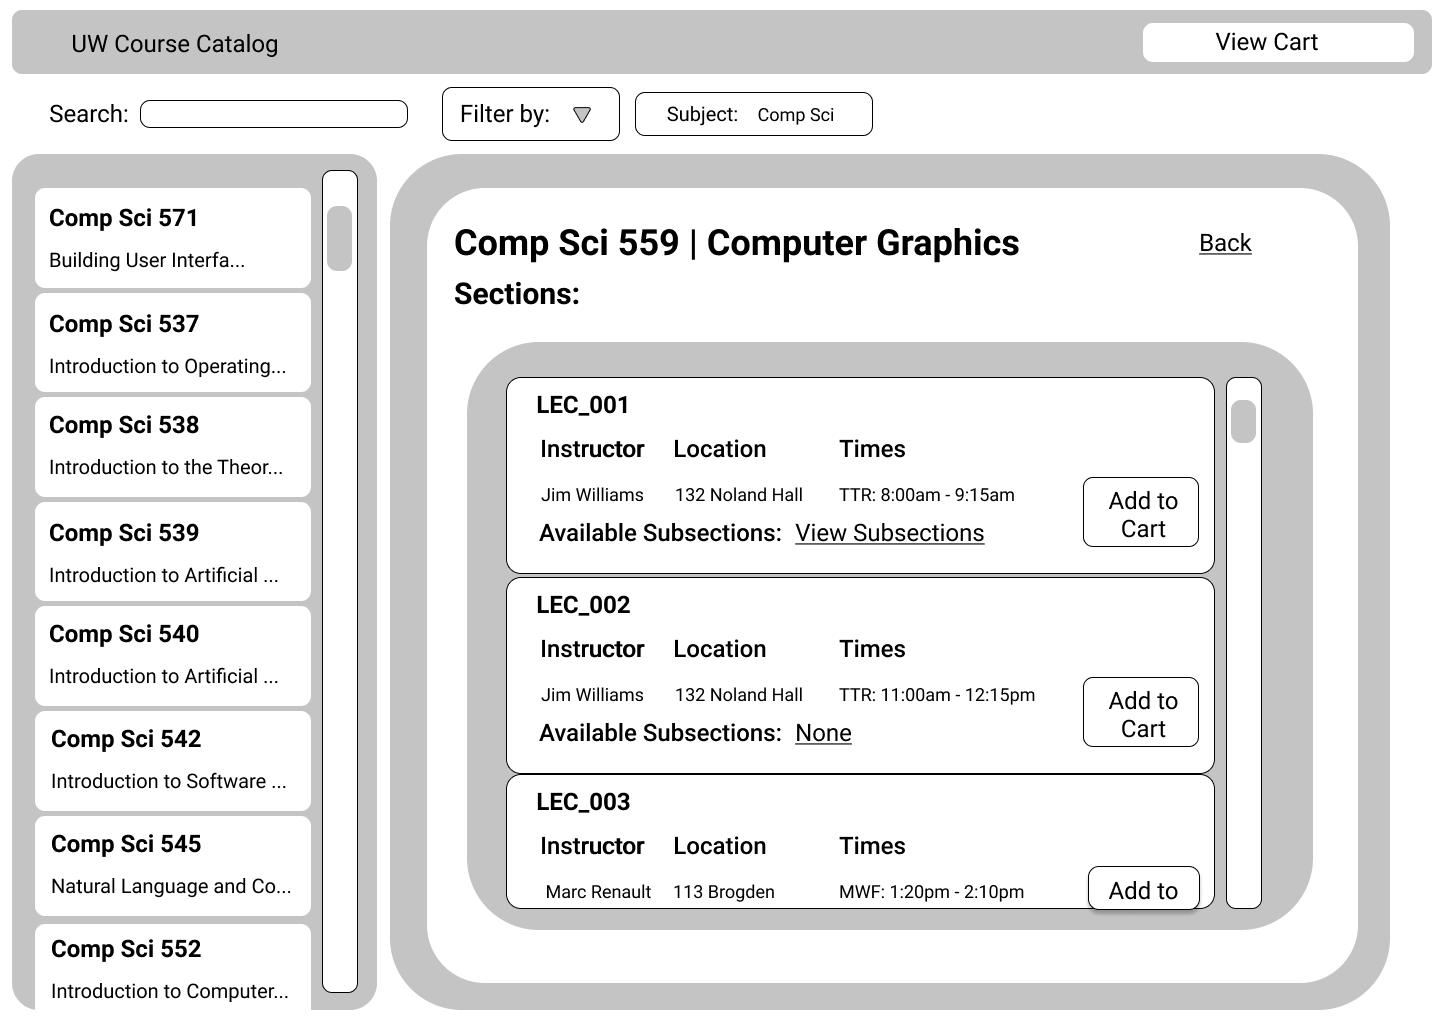 UW Course Catalog
View Cart
Search:
Filter by:
Subject: Comp Sci
Comp Sci 571
Building User Interfa...
Comp Sci 537
Introduction to Operating...
Comp Sci 538
Introduction to the Theor...
Comp Sci 539
Introduction to Artificial ...
Comp Sci 540
Introduction to Artificial ...
Comp Sci 542
Introduction to Software ...
Comp Sci 545
Natural Language and Co...
Comp Sci 552
Introduction to Computer...
Comp Sci 559 | Computer Graphics
Back
Sections:
LEC_001
Instructor Location Times
Jim Williams 132 Noland Hall TTR: 8:00am - 9:15am
Available Subsections: View Subsections
Add to
Cart
LEC_002
Instructor Location Times
Jim Williams 132 Noland Hall TTR: 11:00am - 12:15pm
Available Subsections: None
Add to
Cart
LEC_003
Instructor Location Times
Marc Renault 113 Brogden MWF: 1:20pm - 2:10pm
Add to